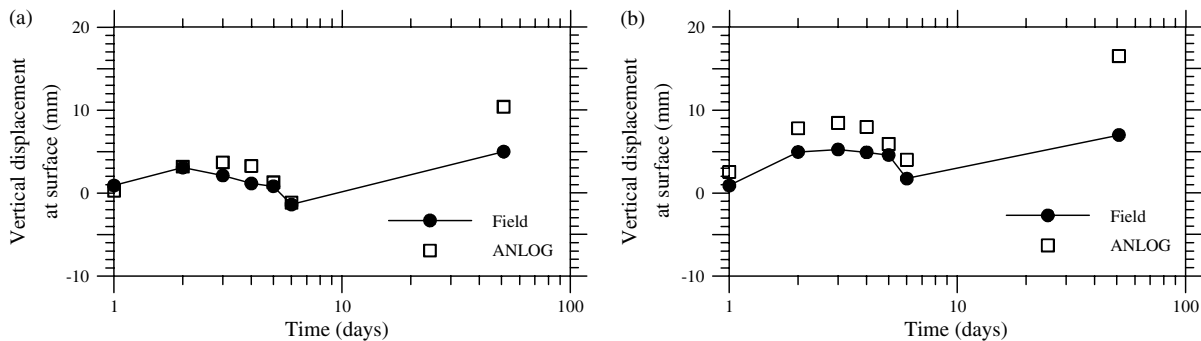 (a)
20
10
0
-10
Vertical displacement
at surface (mm)
Field
ANLOG
1
10
100
Time (days)
(b)
20
10
0
-10
Vertical displacement
at surface (mm)
Field
ANLOG
1
10
100
Time (days)